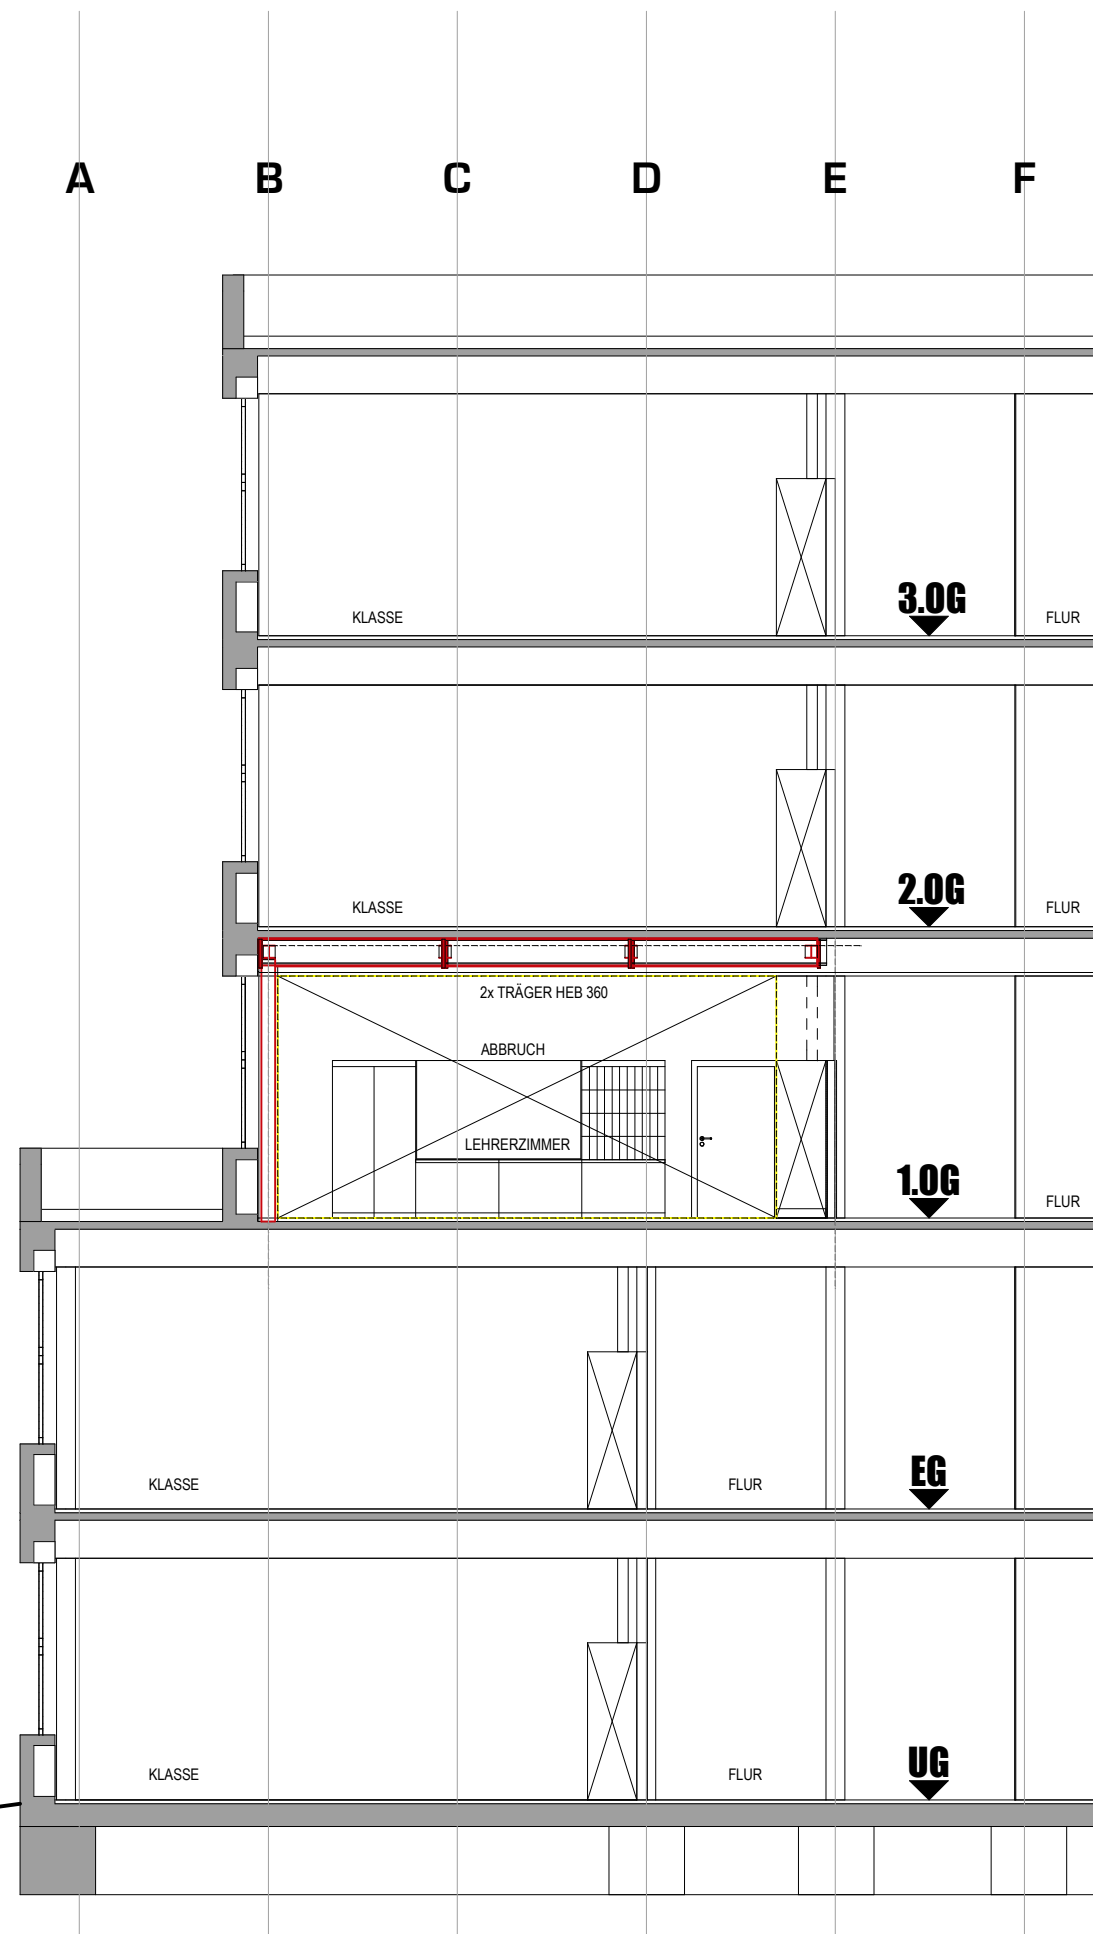 A B C D E F
3.OG
KLASSE FLUR
2.OG
KLASSE FLUR
2x TRÄGER HEB 360
ABBRUCH
LEHRERZIMMER
1.OG
FLUR
EG
KLASSE FLUR
UG
KLASSE FLUR